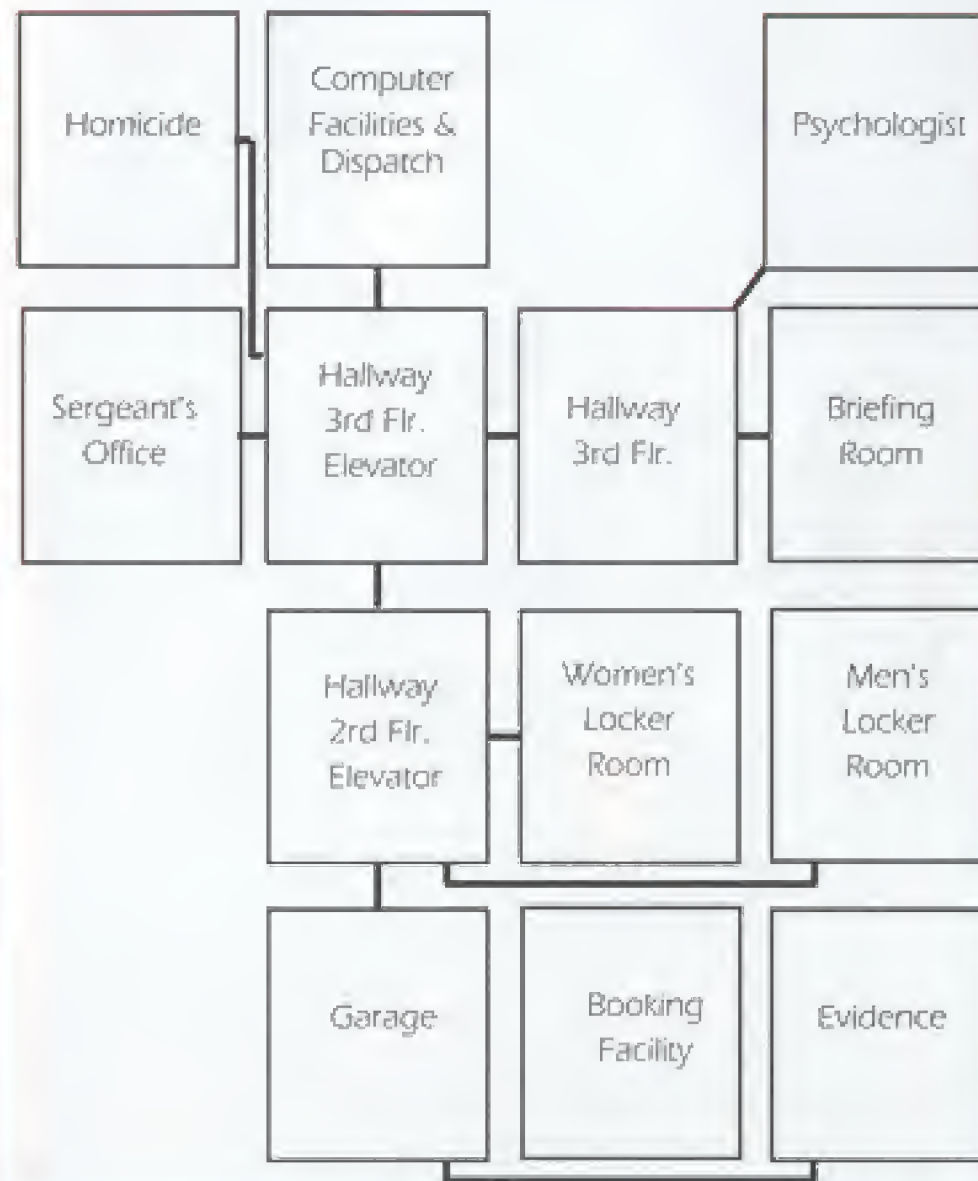 Homicide
Computer
Facilities &
Dispatch
Psychologist
Sergeant's
Office
Hallway
3rd Flr.
Elevator
Hallway
3rd Flr.
Briefing
Room
Hallway
2rd Flr.
Elevator
Women's
Locker
Room
Men's
Locker
Room
Garage
Booking
Facility
Evidence